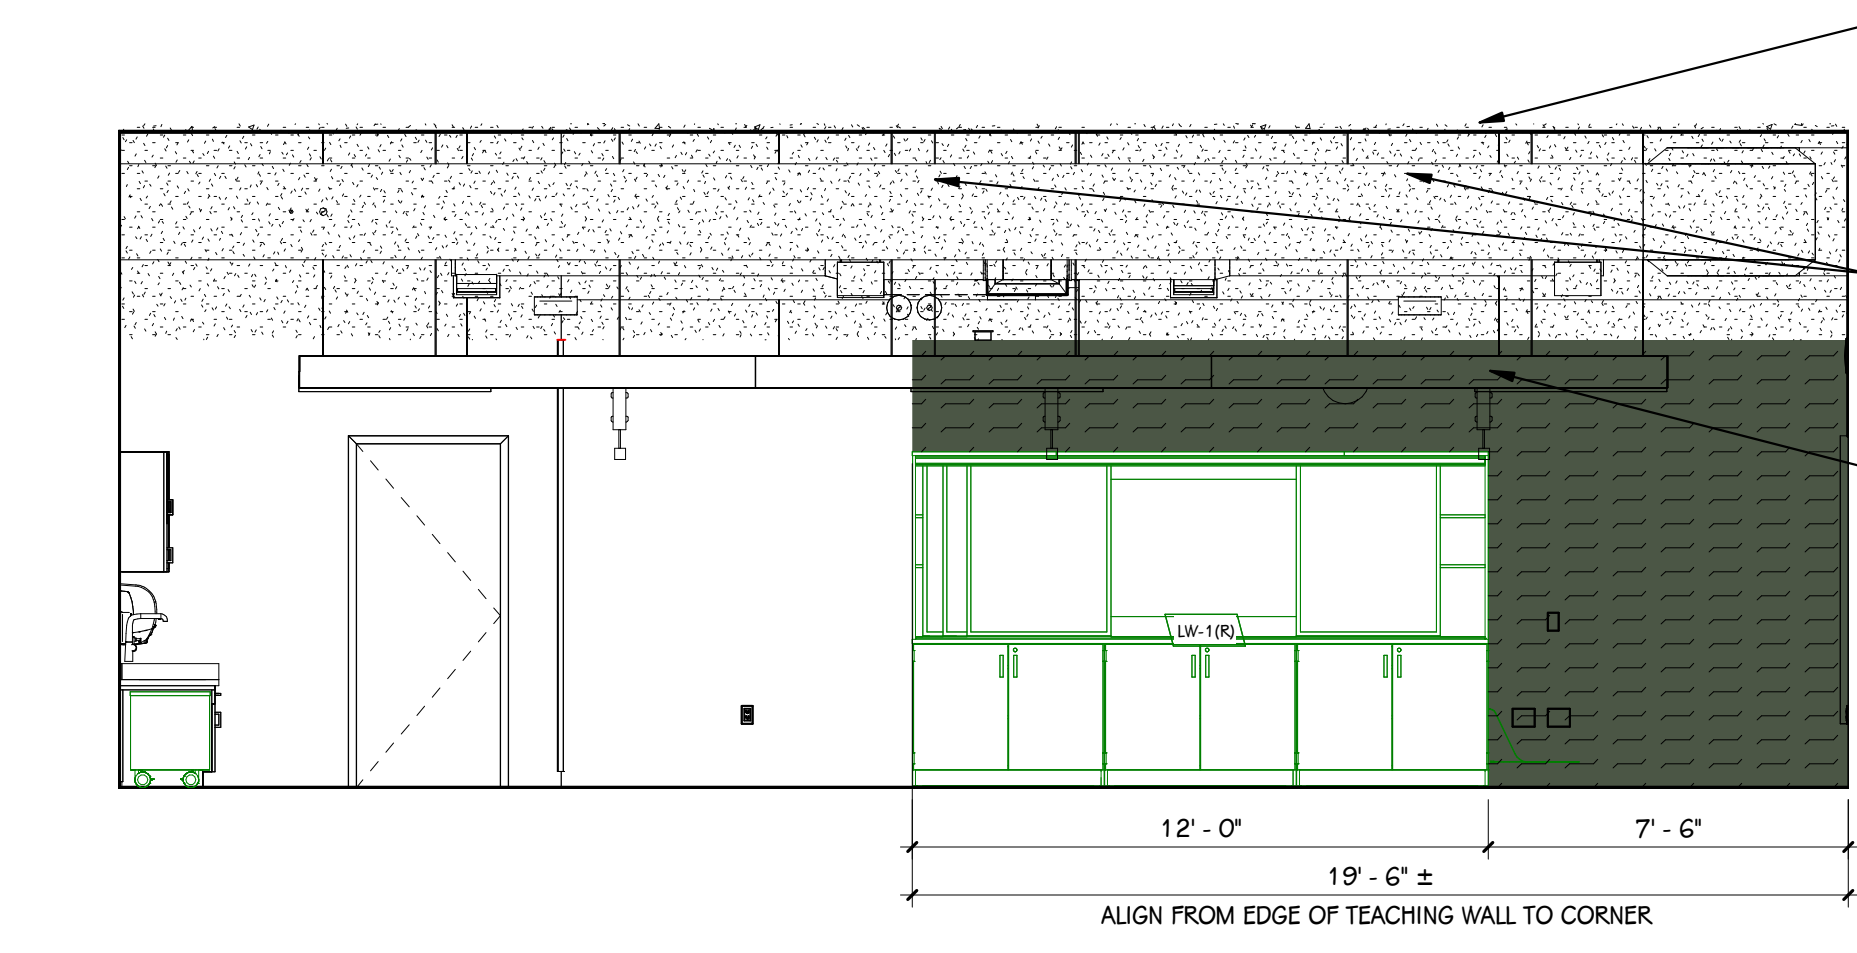 LW-1(R)
12' - 0" 7' - 6"
19' - 6" ±
ALIGN FROM EDGE OF TEACHING WALL TO CORNER